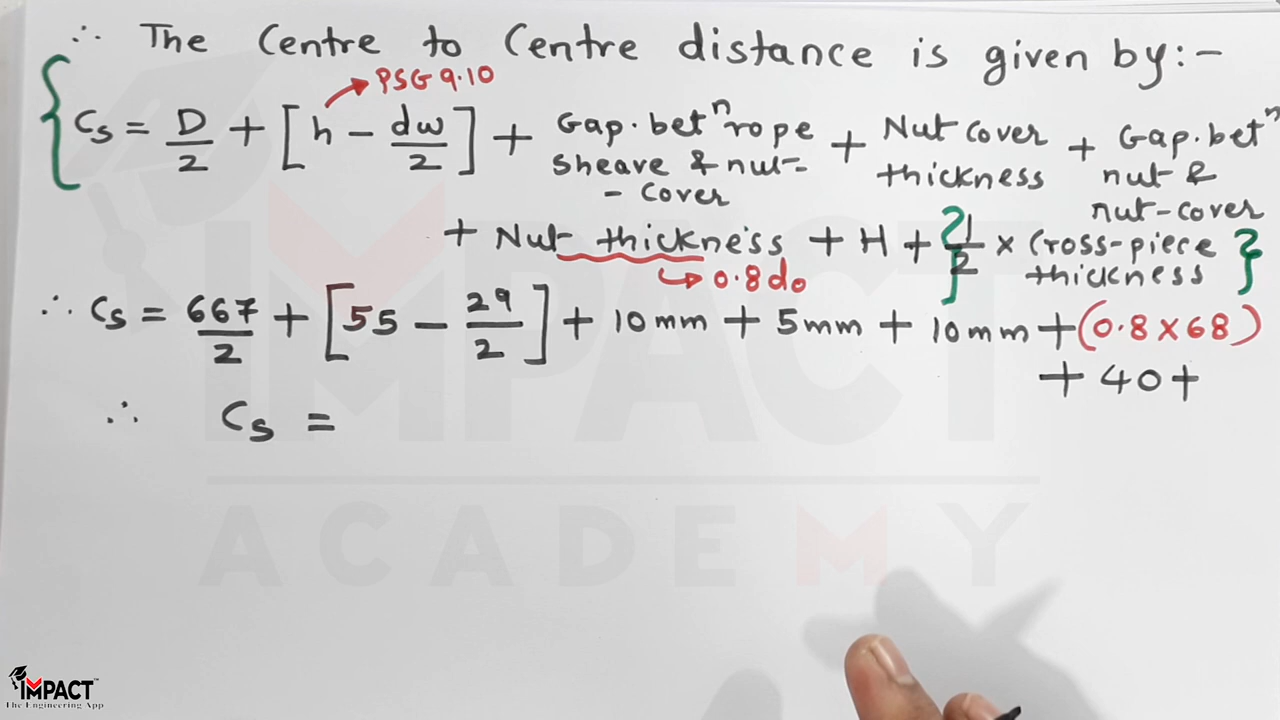 ∴ The Centre to Centre distance is given by:-
PSG 9.10
Cs = D/2 + [h - dw/2] + Gap.betⁿ rope sheave & nut-cover + Nut cover thickness + Gap.betⁿ nut & nut-cover
+ Nut thickness + H + {1/2 × Cross-piece thickness}
0.8do
∴ Cs = 667/2 + [55 - 29/2] + 10mm + 5mm + 10mm + (0.8 × 68)
+ 40 +
∴ Cs =
IMPACT
ACADEMY
IMPACT™
The Engineering App